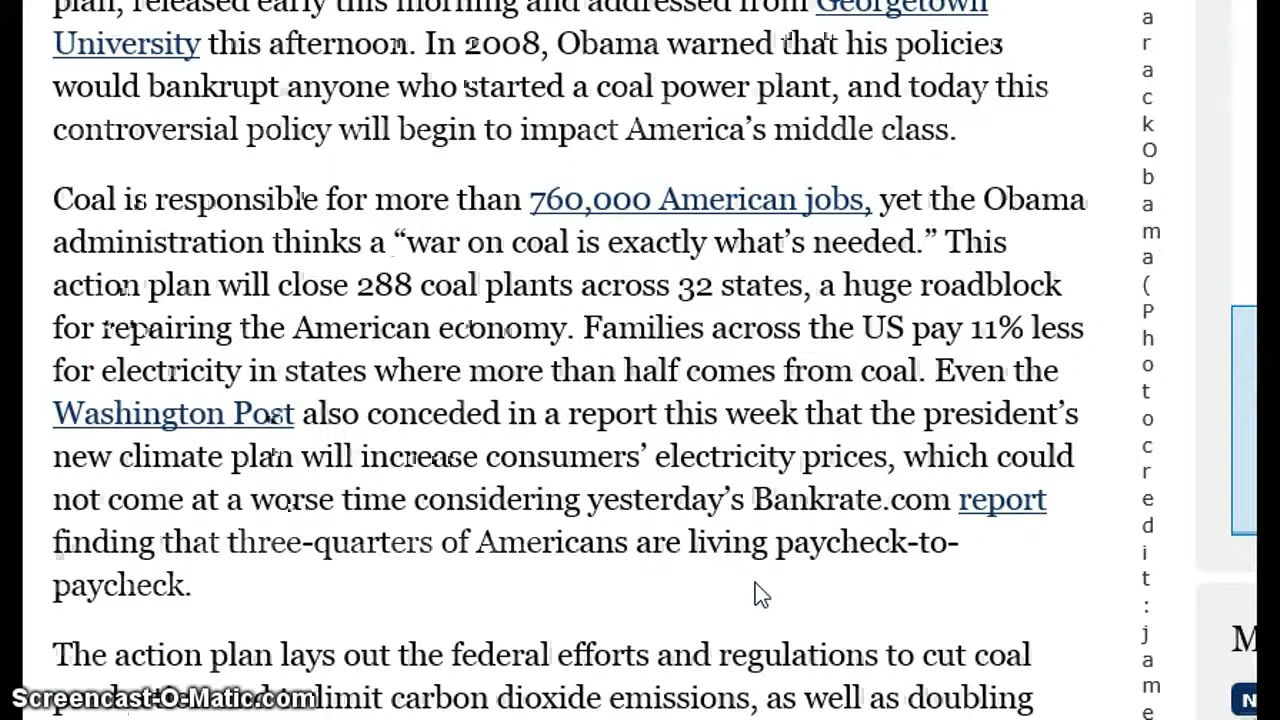 plan, released early this morning and addressed from Georgetown
University this afternoon. In 2008, Obama warned that his policies
would bankrupt anyone who started a coal power plant, and today this
controversial policy will begin to impact America’s middle class.
Coal is responsible for more than 760,000 American jobs, yet the Obama
administration thinks a “war on coal is exactly what’s needed.” This
action plan will close 288 coal plants across 32 states, a huge roadblock
for repairing the American economy. Families across the US pay 11% less
for electricity in states where more than half comes from coal. Even the
Washington Post also conceded in a report this week that the president’s
new climate plan will increase consumers’ electricity prices, which could
not come at a worse time considering yesterday’s Bankrate.com report
finding that three-quarters of Americans are living paycheck-to-
paycheck.
The action plan lays out the federal efforts and regulations to cut coal
limit carbon dioxide emissions, as well as doubling
Screencast-O-Matic.com
a
r
a
c
k
O
b
a
m
a
(
P
h
o
t
o
c
r
e
d
i
t
:
j
a
m
e
M
N